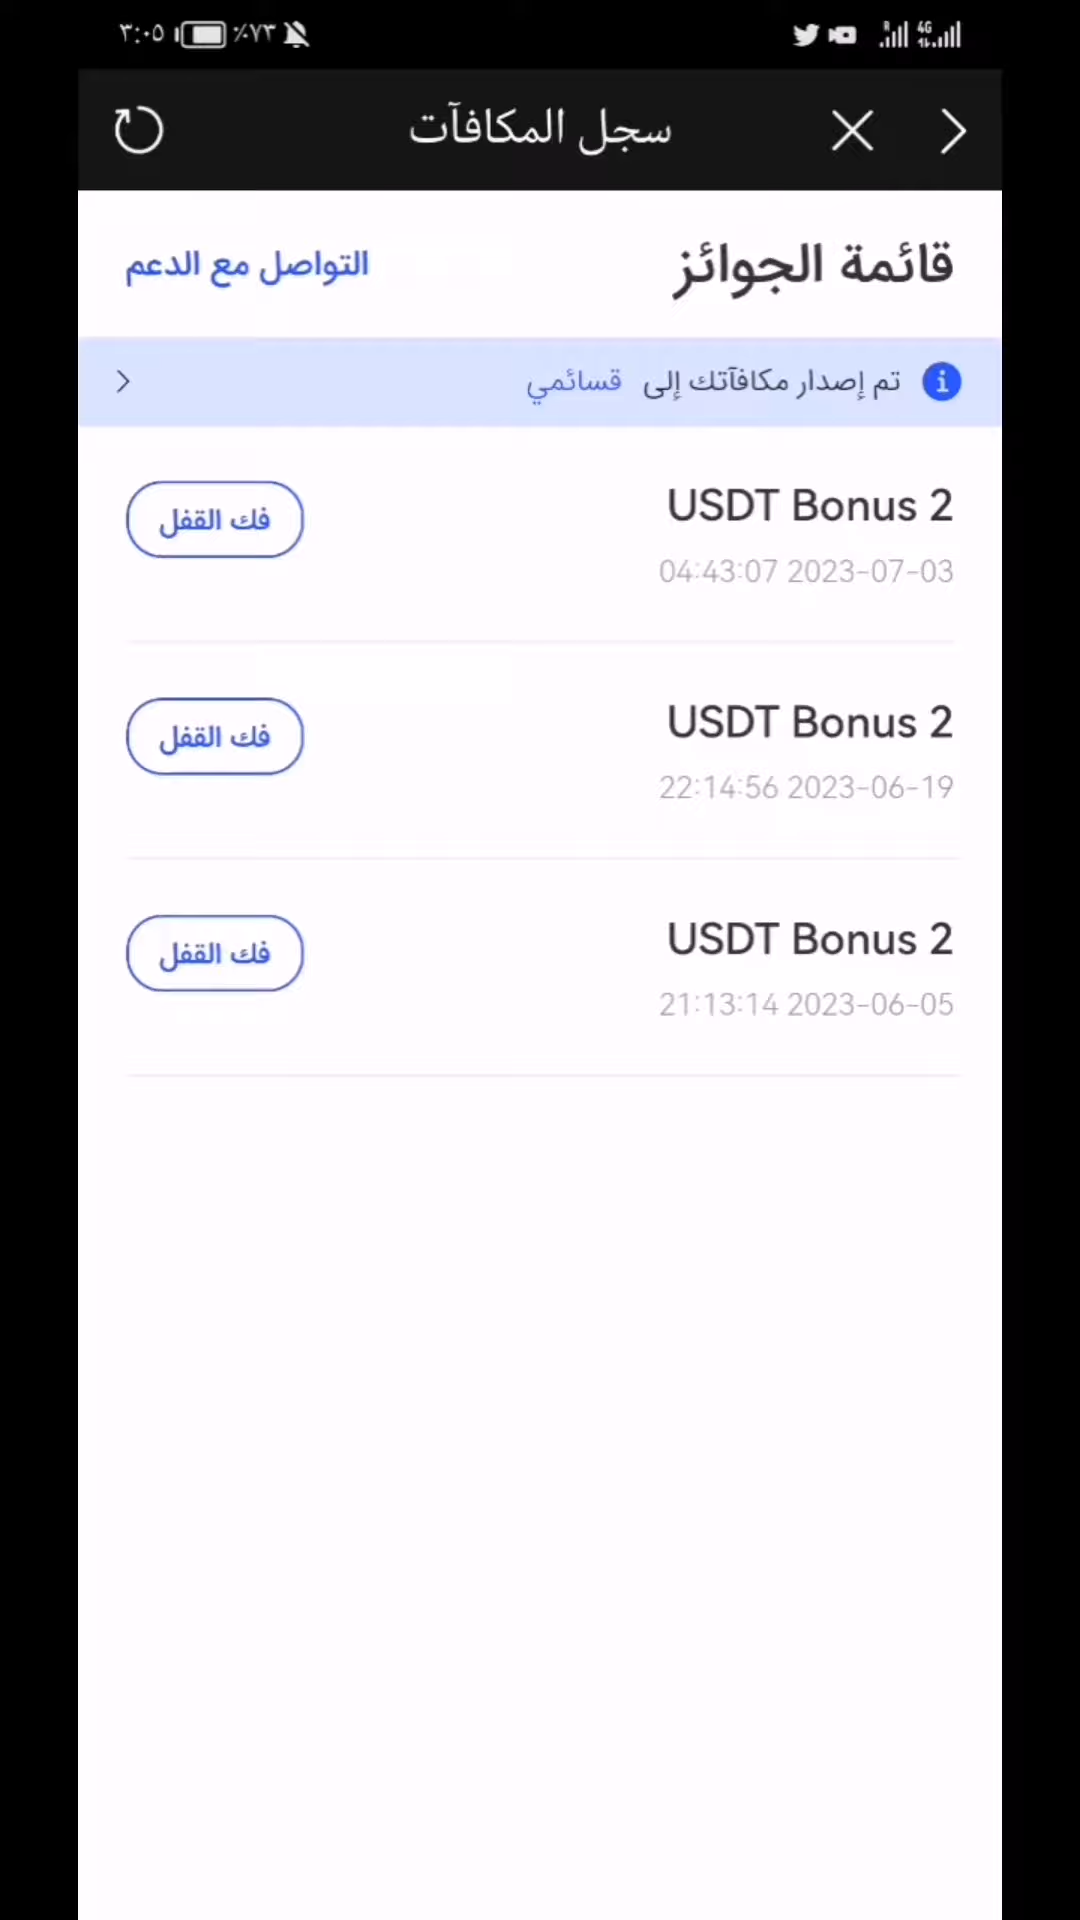 ٣:٠٥ ٪٧٣ 4G
سجل المكافآت
قائمة الجوائز
التواصل مع الدعم
تم إصدار مكافآتك إلى قسائمي
USDT Bonus 2
فك القفل
04:43:07 2023-07-03
USDT Bonus 2
فك القفل
22:14:56 2023-06-19
USDT Bonus 2
فك القفل
21:13:14 2023-06-05